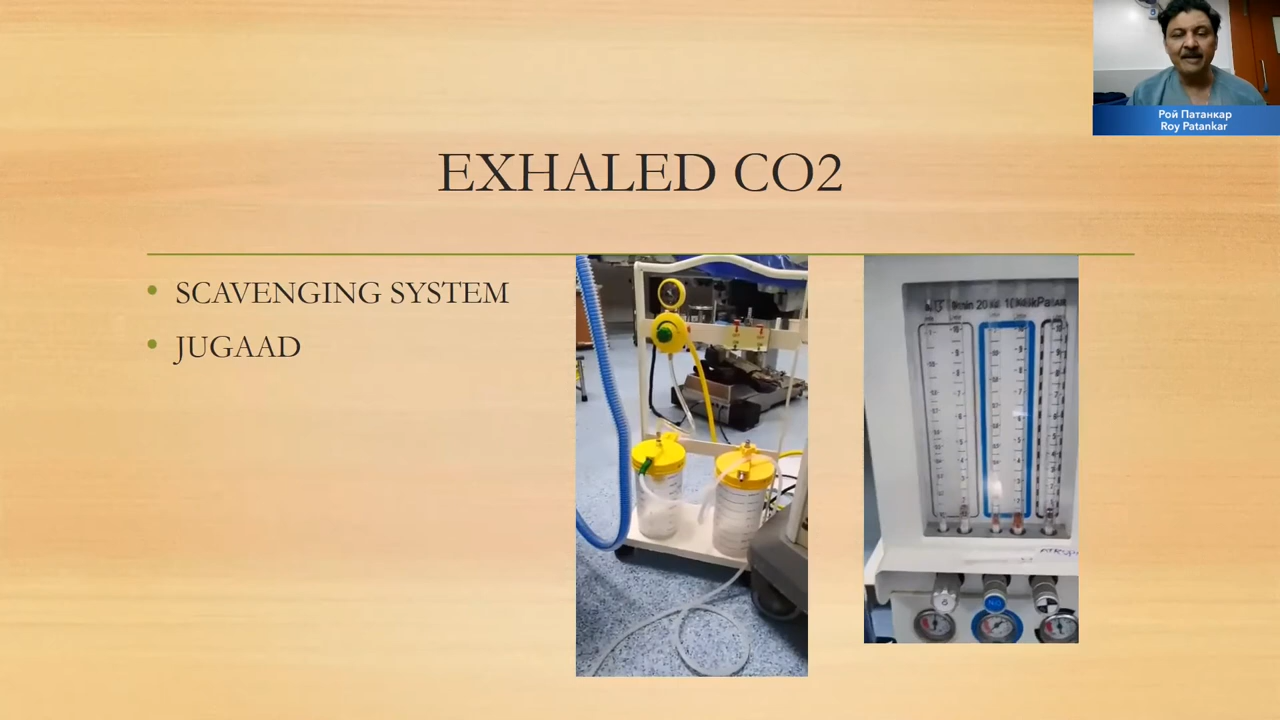 Рой Патанкар
Roy Patankar
EXHALED CO2
SCAVENGING SYSTEM
JUGAAD